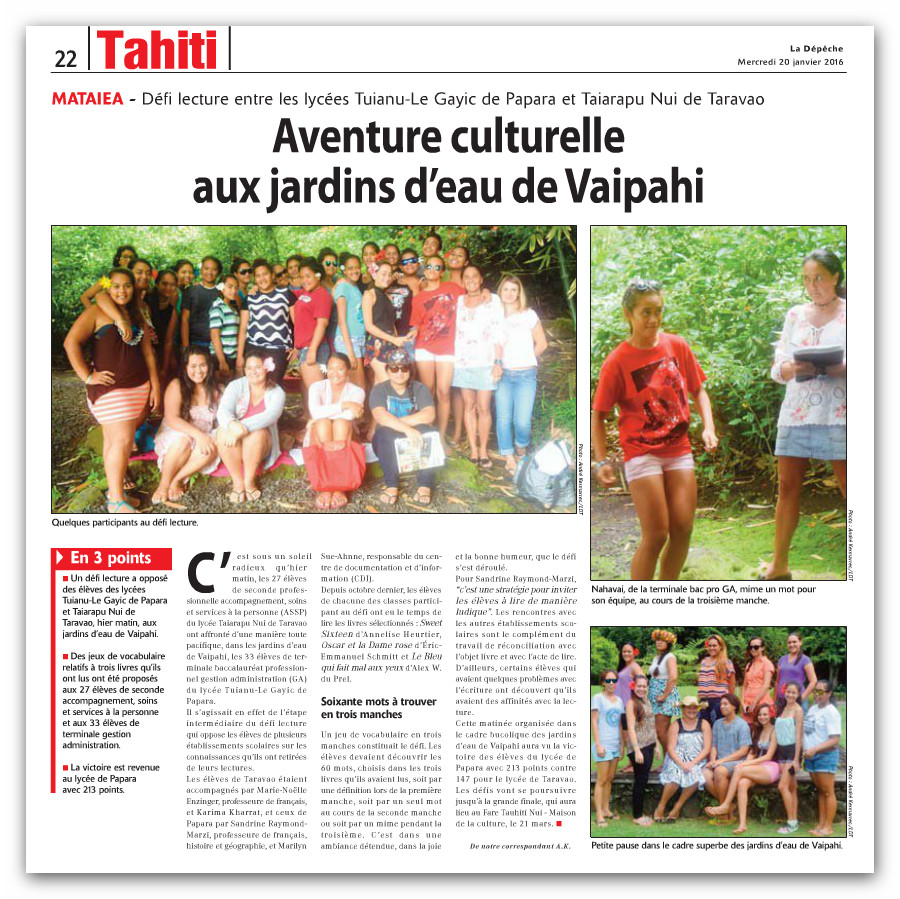 22
Tahiti
La Dépêche
Mercredi 20 janvier 2016
MATAIEA - Défi lecture entre les lycées Tuianu-Le Gayic de Papara et Taiarapu Nui de Taravao
Aventure culturelle
aux jardins d'eau de Vaipahi
Photo : André Kermarec/LDT
Quelques participants au défi lecture.
Photo : André Kermarec/LDT
Nahavai, de la terminale bac pro GA, mime un mot pour
son équipe, au cours de la troisième manche.
En 3 points
Un défi lecture a opposé
des élèves des lycées
Tuianu-Le Gayic de Papara
et Taiarapu Nui de
Taravao, hier matin, aux
jardins d'eau de Vaipahi.
Des jeux de vocabulaire
relatifs à trois livres qu'ils
ont lus ont été proposés
aux 27 élèves de seconde
accompagnement, soins
et services à la personne
et aux 33 élèves de
terminale gestion
administration.
La victoire est revenue
au lycée de Papara
avec 213 points.
C'est sous un soleil
radieux qu'hier
matin, les 27 élèves
de seconde profes-
sionnelle accompagnement, soins
et services à la personne (ASSP)
du lycée Taiarapu Nui de Taravao
ont affronté d'une manière toute
pacifique, dans les jardins d'eau
de Vaipahi, les 33 élèves de ter-
minale baccalauréat profession-
nel gestion administration (GA)
du lycée Tuianu-Le Gayic de
Papara.
Il s'agissait en effet de l'étape
intermédiaire du défi lecture
qui oppose les élèves de plusieurs
établissements scolaires sur les
connaissances qu'ils ont retirées
de leurs lectures.
Les élèves de Taravao étaient
accompagnés par Marie-Noëlle
Enzinger, professeure de français,
et Karima Kharrat, et ceux de
Papara par Sandrine Raymond-
Marzi, professeure de français,
histoire et géographie, et Marilyn
Sue-Ahnne, responsable du cen-
tre de documentation et d'infor-
mation (CDI).
Depuis octobre dernier, les élèves
de chacune des classes partici-
pant au défi ont eu le temps de
lire les livres sélectionnés : Sweet
Sixteen d'Annelise Heurtier,
Oscar et la Dame rose d'Éric-
Emmanuel Schmitt et Le Bleu
qui fait mal aux yeux d'Alex W.
du Prel.
Soixante mots à trouver
en trois manches
Un jeu de vocabulaire en trois
manches constituait le défi. Les
élèves devaient découvrir les
60 mots, choisis dans les trois
livres qu'ils avaient lus, soit par
une définition lors de la première
manche, soit par un seul mot
au cours de la seconde manche
ou soit par un mime pendant la
troisième. C'est dans une
ambiance détendue, dans la joie
et la bonne humeur, que le défi
s'est déroulé.
Pour Sandrine Raymond-Marzi,
"c'est une stratégie pour inviter
les élèves à lire de manière
ludique". Les rencontres avec
les autres établissements sco-
laires sont le complément du
travail de réconciliation avec
l'objet livre et avec l'acte de lire.
D'ailleurs, certains élèves qui
avaient quelques problèmes avec
l'écriture ont découvert qu'ils
avaient des affinités avec la lec-
ture.
Cette matinée organisée dans
le cadre bucolique des jardins
d'eau de Vaipahi aura vu la vic-
toire des élèves du lycée de
Papara avec 213 points contre
147 pour le lycée de Taravao.
Les défis vont se poursuivre
jusqu'à la grande finale, qui aura
lieu au Fare Tauhiti Nui - Maison
de la culture, le 21 mars.
De notre correspondant A.K.
Photo : André Kermarec/LDT
Petite pause dans le cadre superbe des jardins d'eau de Vaipahi.